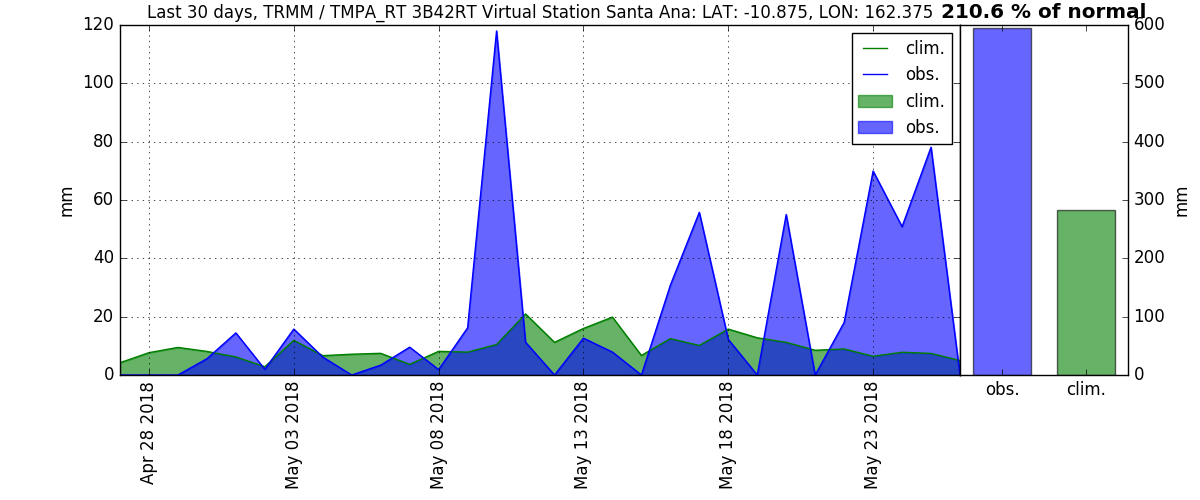 Last 30 days, TRMM / TMPA_RT 3B42RT Virtual Station Santa Ana: LAT: -10.875, LON: 162.375 210.6 % of normal
120
100
80
60
40
20
0
mm
clim.
obs.
clim.
obs.
600
500
400
300
200
100
0
mm
Apr 28 2018
May 03 2018
May 08 2018
May 13 2018
May 18 2018
May 23 2018
obs.
clim.